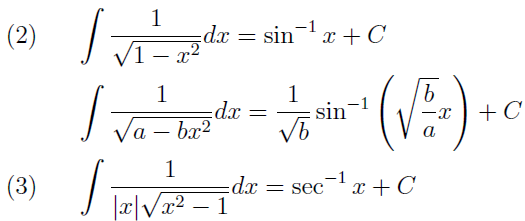 (2) ∫ 1/√(1 − x²) dx = sin⁻¹ x + C
∫ 1/√(a − bx²) dx = 1/√b sin⁻¹ (√(b/a) x) + C
(3) ∫ 1/(|x|√(x² − 1)) dx = sec⁻¹ x + C